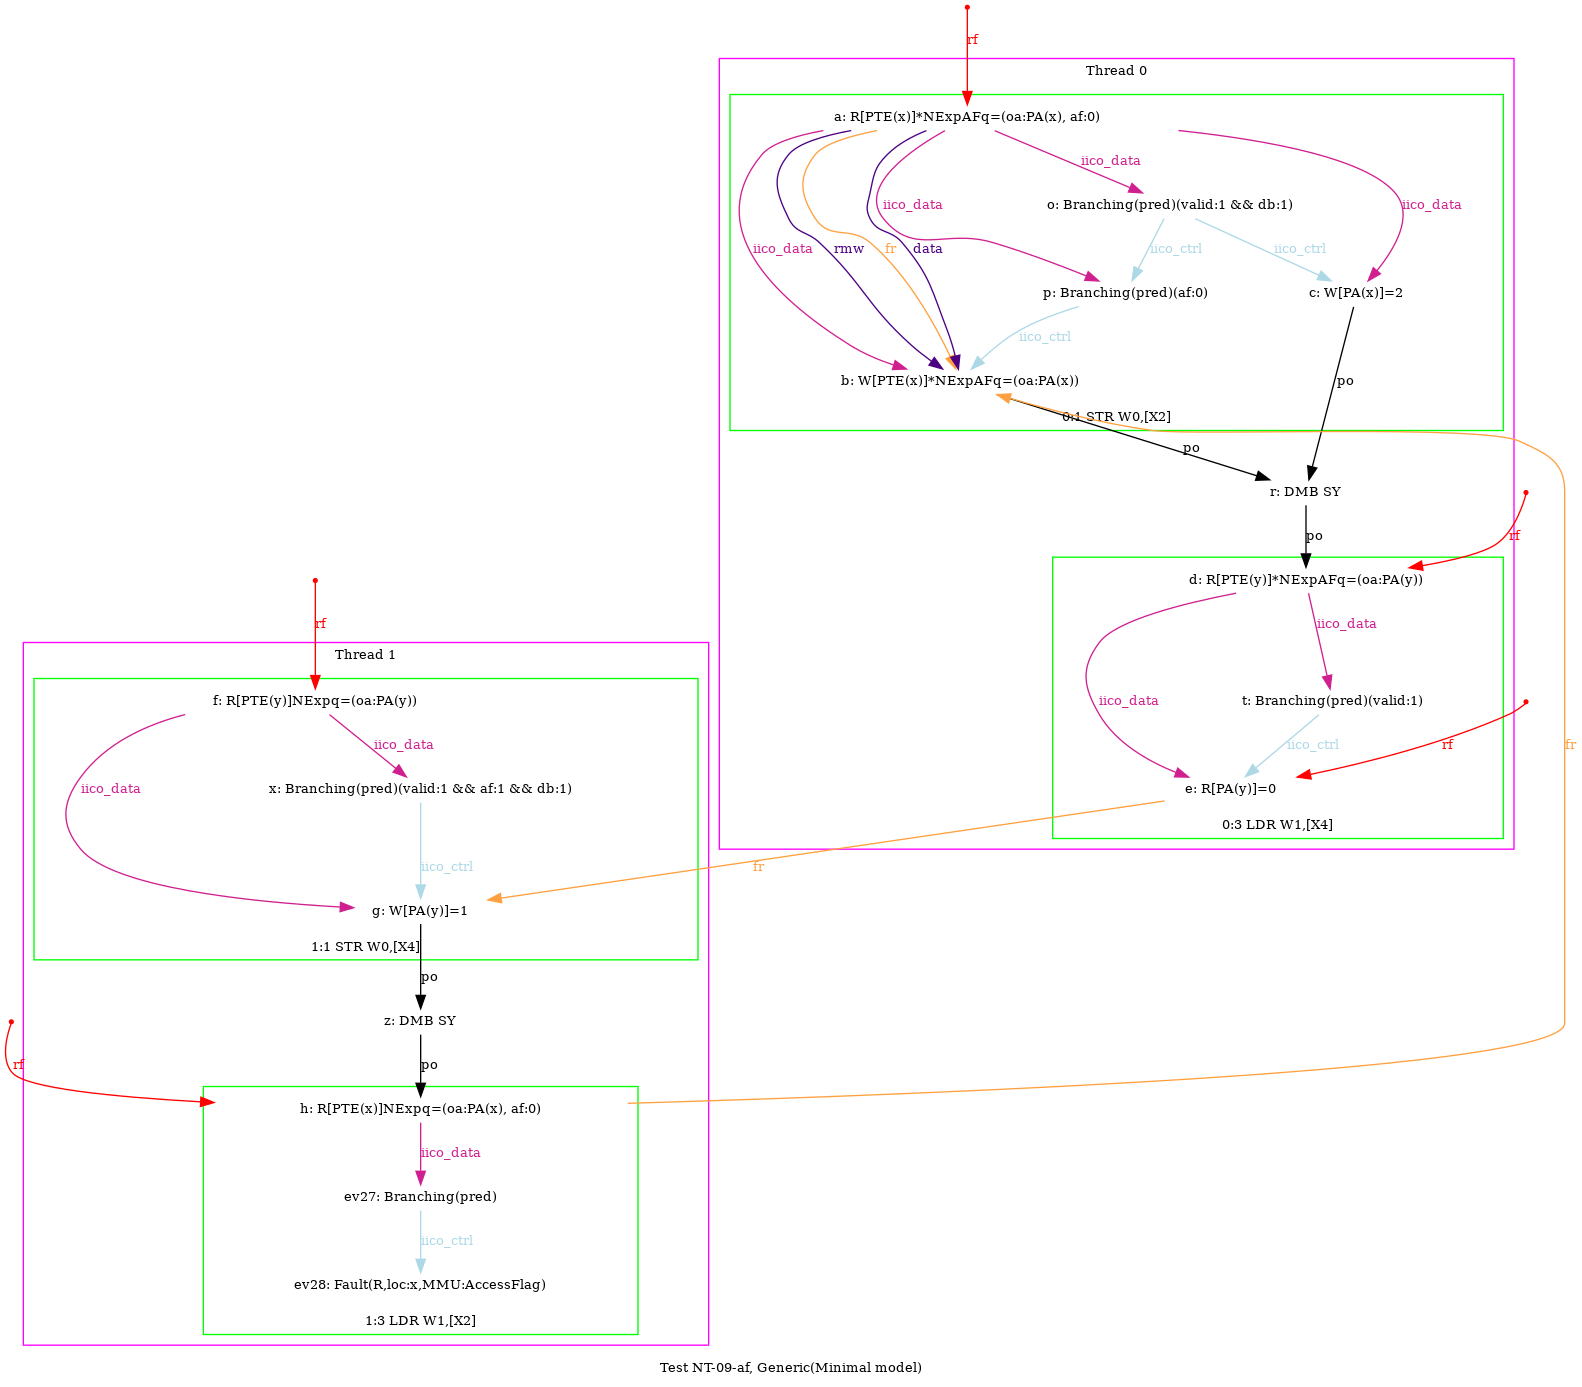 rf
Thread 0
a: R[PTE(x)]*NExpAFq=(oa:PA(x), af:0)
iico_data
iico_data
o: Branching(pred)(valid:1 && db:1)
iico_data
iico_data
rmw
fr
data
iico_ctrl
iico_ctrl
p: Branching(pred)(af:0)
c: W[PA(x)]=2
iico_ctrl
b: W[PTE(x)]*NExpAFq=(oa:PA(x))
po
0:1 STR W0,[X2]
po
r: DMB SY
po
rf
d: R[PTE(y)]*NExpAFq=(oa:PA(y))
rf
iico_data
Thread 1
f: R[PTE(y)]NExpq=(oa:PA(y))
iico_data
t: Branching(pred)(valid:1)
iico_data
iico_ctrl
rf
fr
iico_data
x: Branching(pred)(valid:1 && af:1 && db:1)
e: R[PA(y)]=0
0:3 LDR W1,[X4]
iico_ctrl
fr
g: W[PA(y)]=1
1:1 STR W0,[X4]
po
z: DMB SY
rf
po
h: R[PTE(x)]NExpq=(oa:PA(x), af:0)
iico_data
ev27: Branching(pred)
iico_ctrl
ev28: Fault(R,loc:x,MMU:AccessFlag)
1:3 LDR W1,[X2]
Test NT-09-af, Generic(Minimal model)